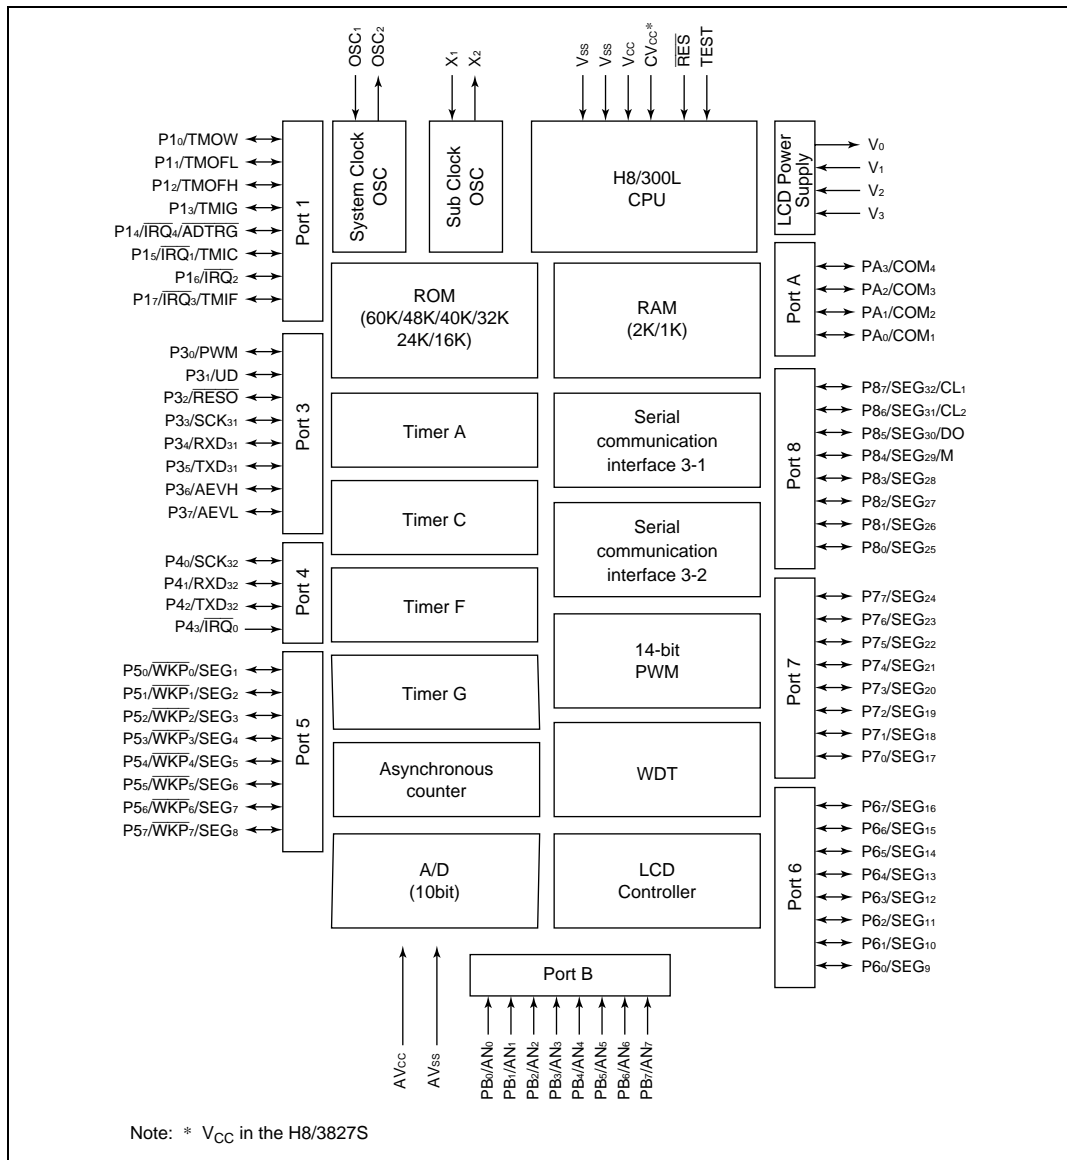 OSC1
OSC2
X1
X2
VSS
VSS
VCC
CVCC*
RES
TEST
P10/TMOW
P11/TMOFL
P12/TMOFH
P13/TMIG
P14/IRQ4/ADTRG
P15/IRQ1/TMIC
P16/IRQ2
P17/IRQ3/TMIF
Port 1
System Clock
OSC
Sub Clock
OSC
H8/300L
CPU
LCD Power
Supply
V0
V1
V2
V3
ROM
(60K/48K/40K/32K
24K/16K)
RAM
(2K/1K)
Port A
PA3/COM4
PA2/COM3
PA1/COM2
PA0/COM1
P30/PWM
P31/UD
P32/RESO
P33/SCK31
P34/RXD31
P35/TXD31
P36/AEVH
P37/AEVL
Port 3
Timer A
Serial
communication
interface 3-1
Port 8
P87/SEG32/CL1
P86/SEG31/CL2
P85/SEG30/DO
P84/SEG29/M
P83/SEG28
P82/SEG27
P81/SEG26
P80/SEG25
Timer C
Serial
communication
interface 3-2
P40/SCK32
P41/RXD32
P42/TXD32
P43/IRQ0
Port 4
Timer F
14-bit
PWM
Port 7
P77/SEG24
P76/SEG23
P75/SEG22
P74/SEG21
P73/SEG20
P72/SEG19
P71/SEG18
P70/SEG17
P50/WKP0/SEG1
P51/WKP1/SEG2
P52/WKP2/SEG3
P53/WKP3/SEG4
P54/WKP4/SEG5
P55/WKP5/SEG6
P56/WKP6/SEG7
P57/WKP7/SEG8
Port 5
Timer G
Asynchronous
counter
WDT
A/D
(10bit)
LCD
Controller
Port 6
P67/SEG16
P66/SEG15
P65/SEG14
P64/SEG13
P63/SEG12
P62/SEG11
P61/SEG10
P60/SEG9
Port B
AVCC
AVSS
PB0/AN0
PB1/AN1
PB2/AN2
PB3/AN3
PB4/AN4
PB5/AN5
PB6/AN6
PB7/AN7
Note: * VCC in the H8/3827S